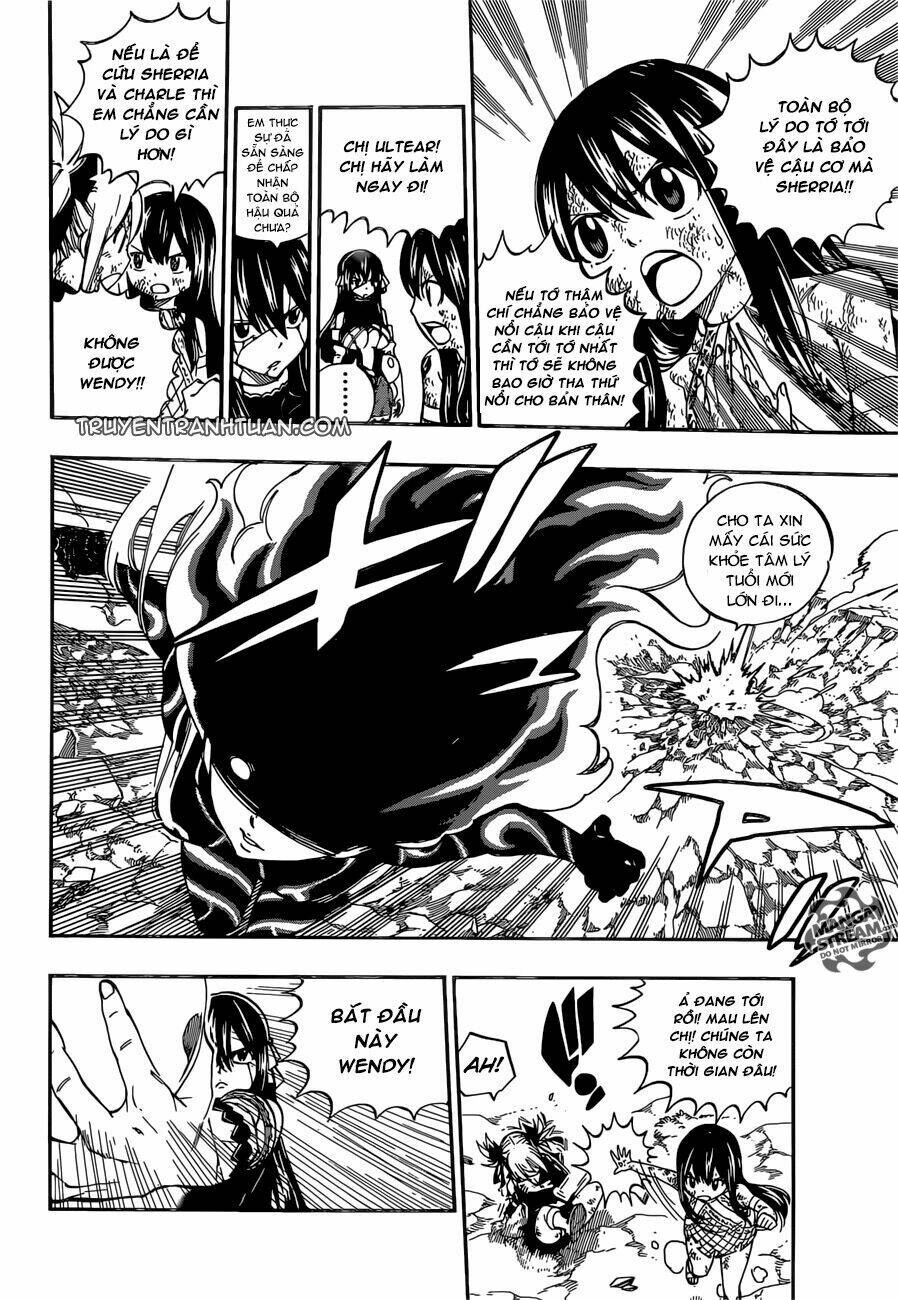 TOÀN BỘ
LÝ DO TỚ TỚI
ĐÂY LÀ BẢO
VỆ CẬU CƠ MÀ
SHERRIA!!
NẾU TỚ THẬM
CHÍ CHẲNG BẢO VỆ
NỔI CẬU KHI CẬU
CẦN TỚI TỚ NHẤT
THÌ TỚ SẼ KHÔNG
BAO GIỜ THA THỨ
NỔI CHO BẢN THÂN!
CHỊ ULTEAR!
CHỊ HÃY LÀM
NGAY ĐI!
........
EM THỰC
SỰ ĐÃ
SẴN SÀNG
ĐỂ CHẤP
NHẬN
TOÀN BỘ
HẬU QUẢ
CHƯA?
NẾU LÀ ĐỂ
CỨU SHERRIA
VÀ CHARLE THÌ
EM CHẲNG CẦN
LÝ DO GÌ
HƠN!
KHÔNG
ĐƯỢC
WENDY!!
TRUYENTRANHTUAN.COM
CHO TA XIN
MẤY CÁI SỨC
KHỎE TÂM LÝ
TUỔI MỚI
LỚN ĐI...
MANGA
STREAM.com
DO NOT MIRROR
Ả ĐANG TỚI
RỒI! MAU LÊN
CHỊ! CHÚNG TA
KHÔNG CÒN
THỜI GIAN ĐÂU!
!!!
AH!
BẮT ĐẦU
NÀY
WENDY!